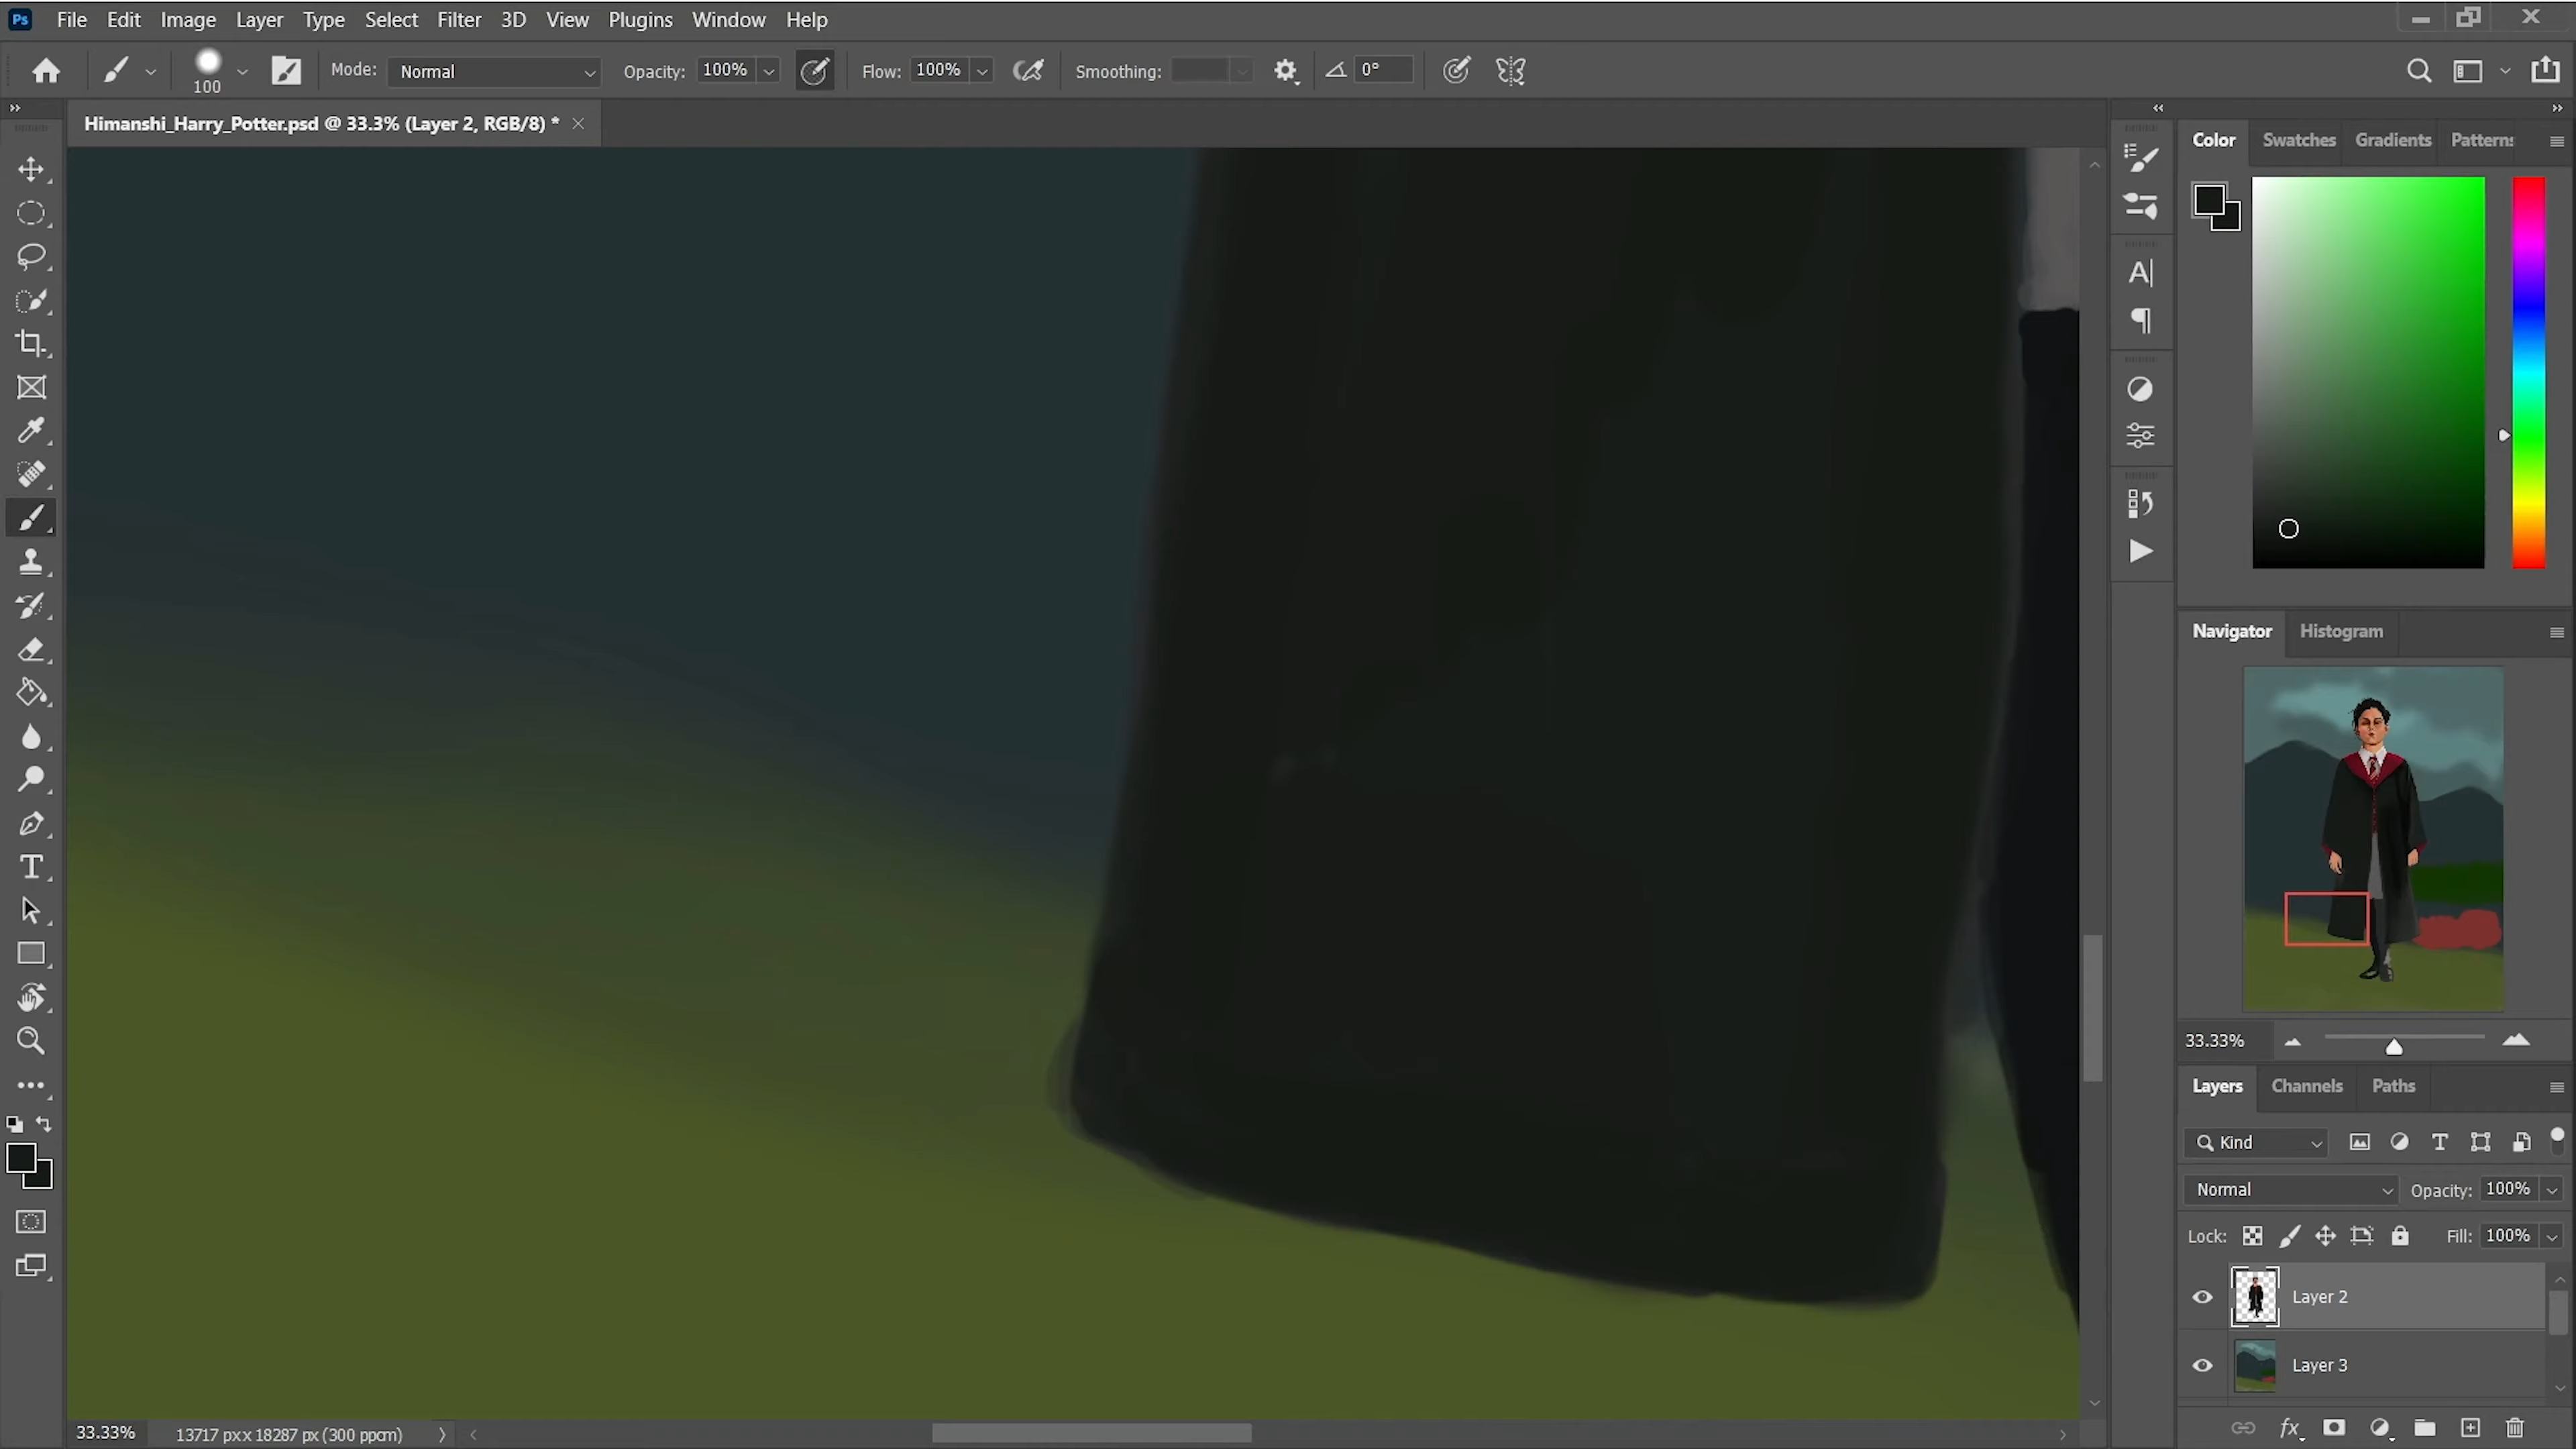 Ps File Edit Image Layer Type Select Filter 3D View Plugins Window Help
100 Mode: Normal Opacity: 100% Flow: 100% Smoothing: 0°
Himanshi_Harry_Potter.psd @ 33.3% (Layer 2, RGB/8) *
Color Swatches Gradients Patterns
Navigator Histogram
33.33%
Layers Channels Paths
Kind
Normal Opacity: 100%
Lock: Fill: 100%
Layer 2
Layer 3
fx
33.33% 13717 px x 18287 px (300 ppcm)